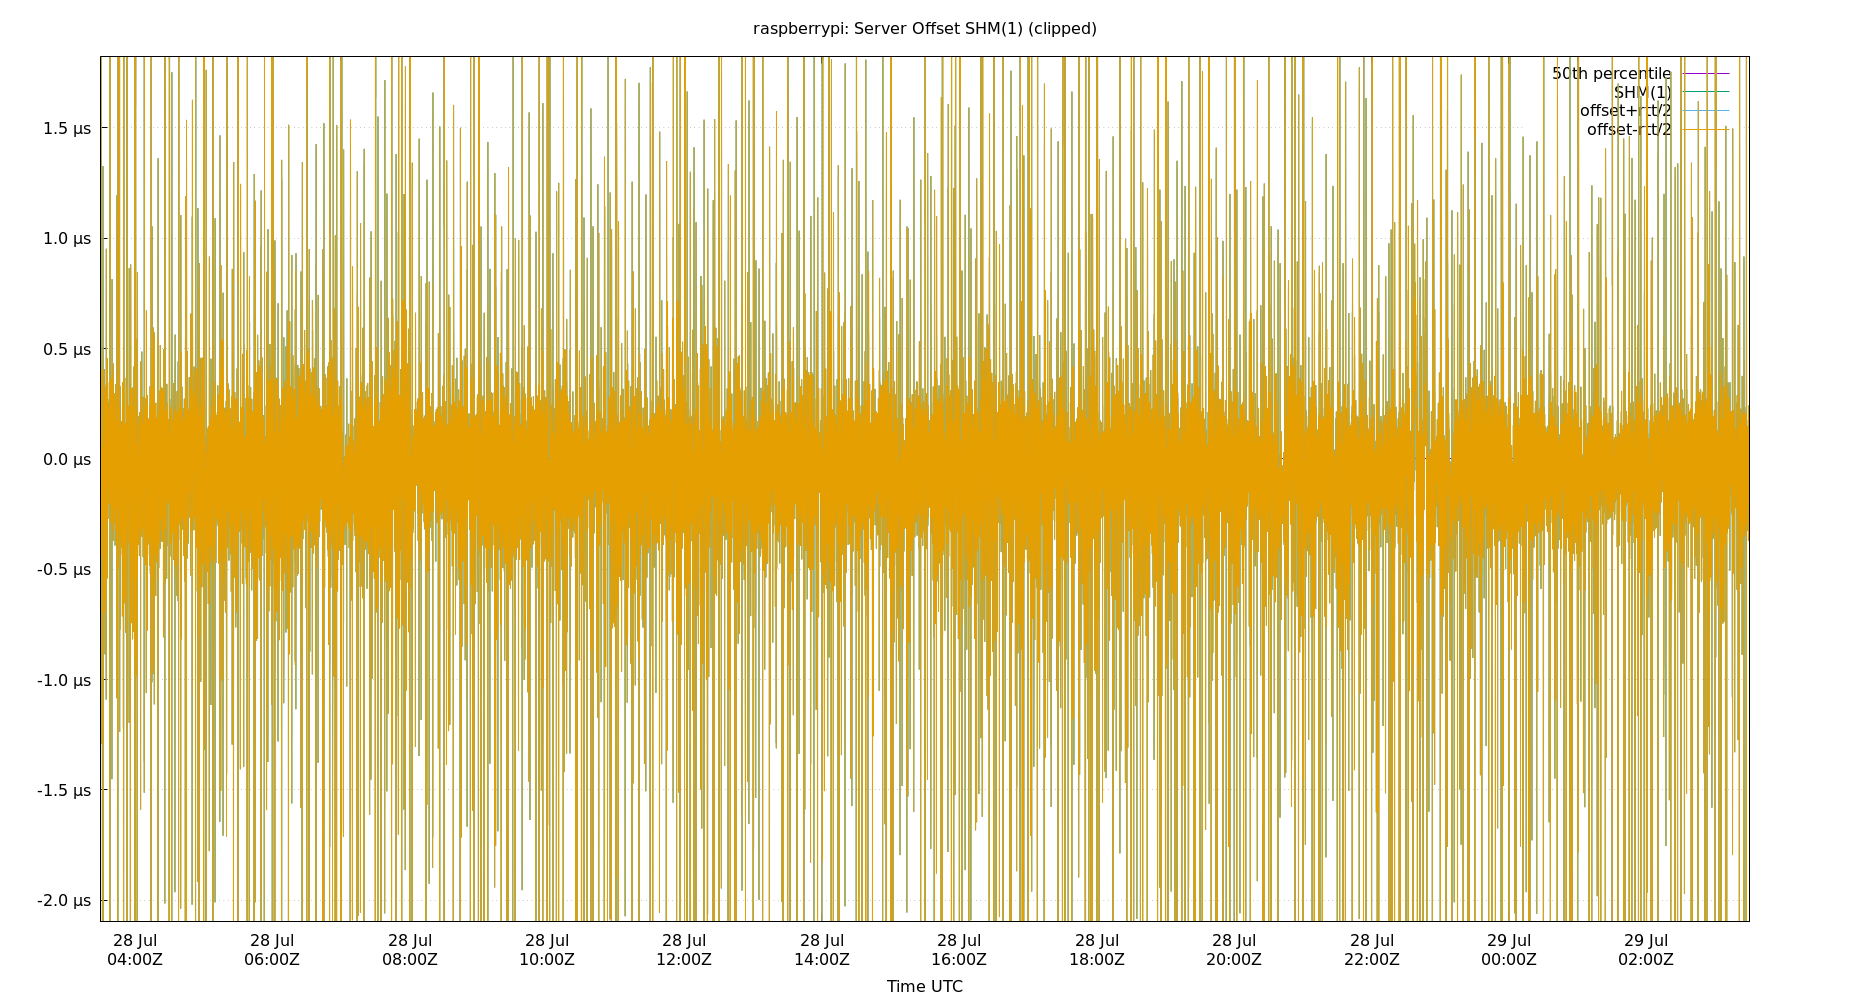 raspberrypi: Server Offset SHM(1) (clipped)
50th percentile
SHM(1)
offset+rtt/2
offset-rtt/2
1.5 µs
1.0 µs
0.5 µs
0.0 µs
-0.5 µs
-1.0 µs
-1.5 µs
-2.0 µs
28 Jul 28 Jul 28 Jul 28 Jul 28 Jul 28 Jul 28 Jul 28 Jul 28 Jul 28 Jul 29 Jul 29 Jul
04:00Z 06:00Z 08:00Z 10:00Z 12:00Z 14:00Z 16:00Z 18:00Z 20:00Z 22:00Z 00:00Z 02:00Z
Time UTC